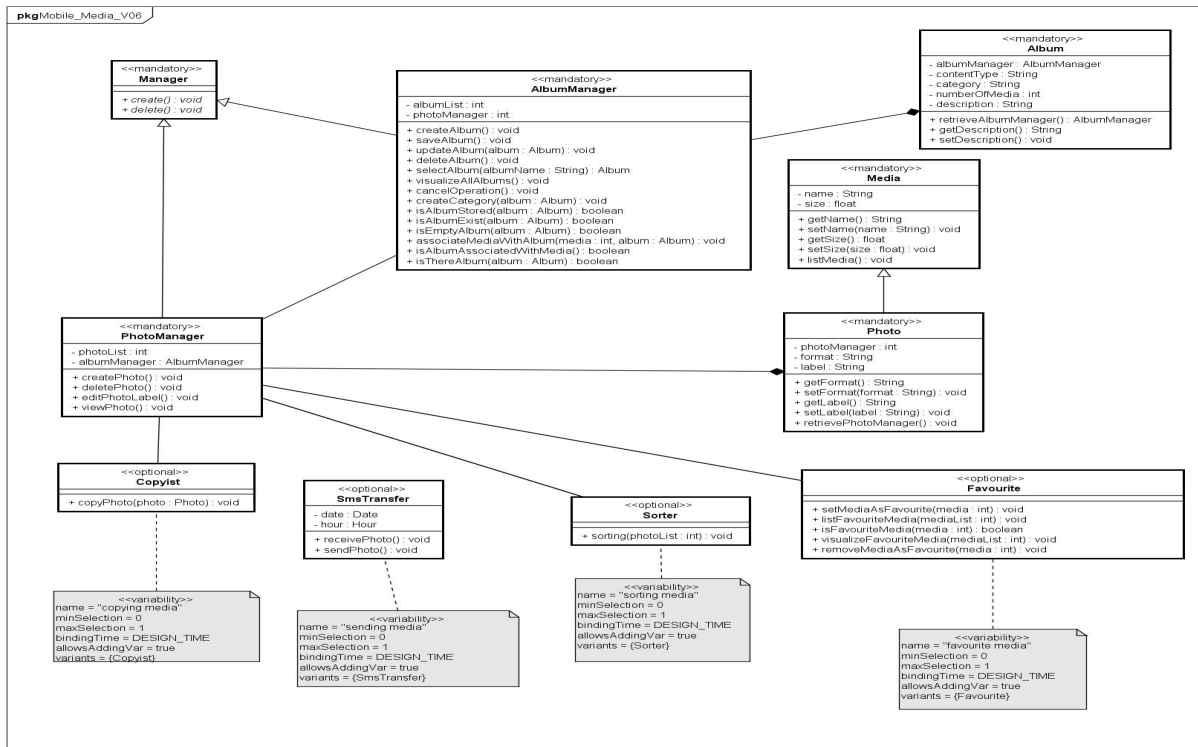 pkgMobile_Media_V06
<<mandatory>>
Manager
+ create() : void
+ delete() : void
<<mandatory>>
AlbumManager
- albumList : int
- photoManager : int
+ createAlbum() : void
+ saveAlbum() : void
+ updateAlbum(album : Album) : void
+ deleteAlbum() : void
+ selectAlbum(albumName : String) : Album
+ visualizeAllAlbums() : void
+ cancelOperation() : void
+ createCategory(album : Album) : void
+ isAlbumStored(album : Album) : boolean
+ isAlbumExist(album : Album) : boolean
+ isEmptyAlbum(album : Album) : boolean
+ associateMediaWithAlbum(media : int, album : Album) : void
+ isAlbumAssociatedWithMedia() : boolean
+ isThereAlbum(album : Album) : boolean
<<mandatory>>
Album
- albumManager : AlbumManager
- contentType : String
- category : String
- numberOfMedia : int
- description : String
+ retrieveAlbumManager() : AlbumManager
+ getDescription() : String
+ setDescription() : void
<<mandatory>>
Media
- name : String
- size : float
+ getName() : String
+ setName(name : String) : void
+ getSize() : float
+ setSize(size : float) : void
+ listMedia() : void
<<mandatory>>
PhotoManager
- photoList : int
- albumManager : AlbumManager
+ createPhoto() : void
+ deletePhoto() : void
+ editPhotoLabel() : void
+ viewPhoto() : void
<<mandatory>>
Photo
- photoManager : int
- format : String
- label : String
+ getFormat() : String
+ setFormat(format : String) : void
+ getLabel() : String
+ setLabel(label : String) : void
+ retrievePhotoManager() : void
<<optional>>
Copyist
+ copyPhoto(photo : Photo) : void
<<optional>>
SmsTransfer
- date : Date
- hour : Hour
+ receivePhoto() : void
+ sendPhoto() : void
<<optional>>
Sorter
+ sorting(photoList : int) : void
<<optional>>
Favourite
+ setMediaAsFavourite(media : int) : void
+ listFavouriteMedia(mediaList : int) : void
+ isFavouriteMedia(media : int) : boolean
+ visualizeFavouriteMedia(mediaList : int) : void
+ removeMediaAsFavourite(media : int) : void
<<variability>>
name = "copying media"
minSelection = 0
maxSelection = 1
bindingTime = DESIGN_TIME
allowsAddingVar = true
variants = {Copyist}
<<variability>>
name = "sending media"
minSelection = 0
maxSelection = 1
bindingTime = DESIGN_TIME
allowsAddingVar = true
variants = {SmsTransfer}
<<variability>>
name = "sorting media"
minSelection = 0
maxSelection = 1
bindingTime = DESIGN_TIME
allowsAddingVar = true
variants = {Sorter}
<<variability>>
name = "favourite media"
minSelection = 0
maxSelection = 1
bindingTime = DESIGN_TIME
allowsAddingVar = true
variants = {Favourite}